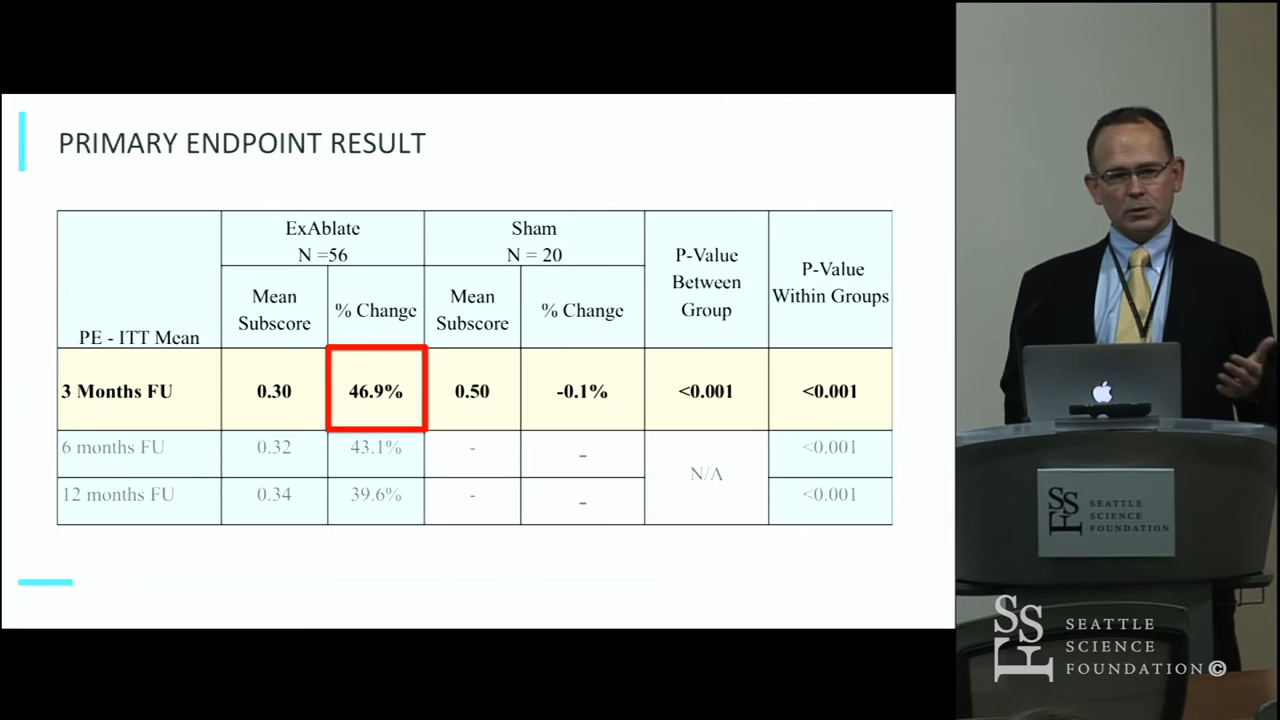 PRIMARY ENDPOINT RESULT
PE - ITT Mean
ExAblate
N =56
Sham
N = 20
P-Value
Between
Group
P-Value
Within Groups
Mean
Subscore
% Change
Mean
Subscore
% Change
3 Months FU 0.30 46.9% 0.50 -0.1% <0.001 <0.001
6 months FU 0.32 43.1% - - <0.001
N/A
12 months FU 0.34 39.6% - - <0.001
SSF
SEATTLE
SCIENCE
FOUNDATION
SSF
SEATTLE
SCIENCE
FOUNDATION©